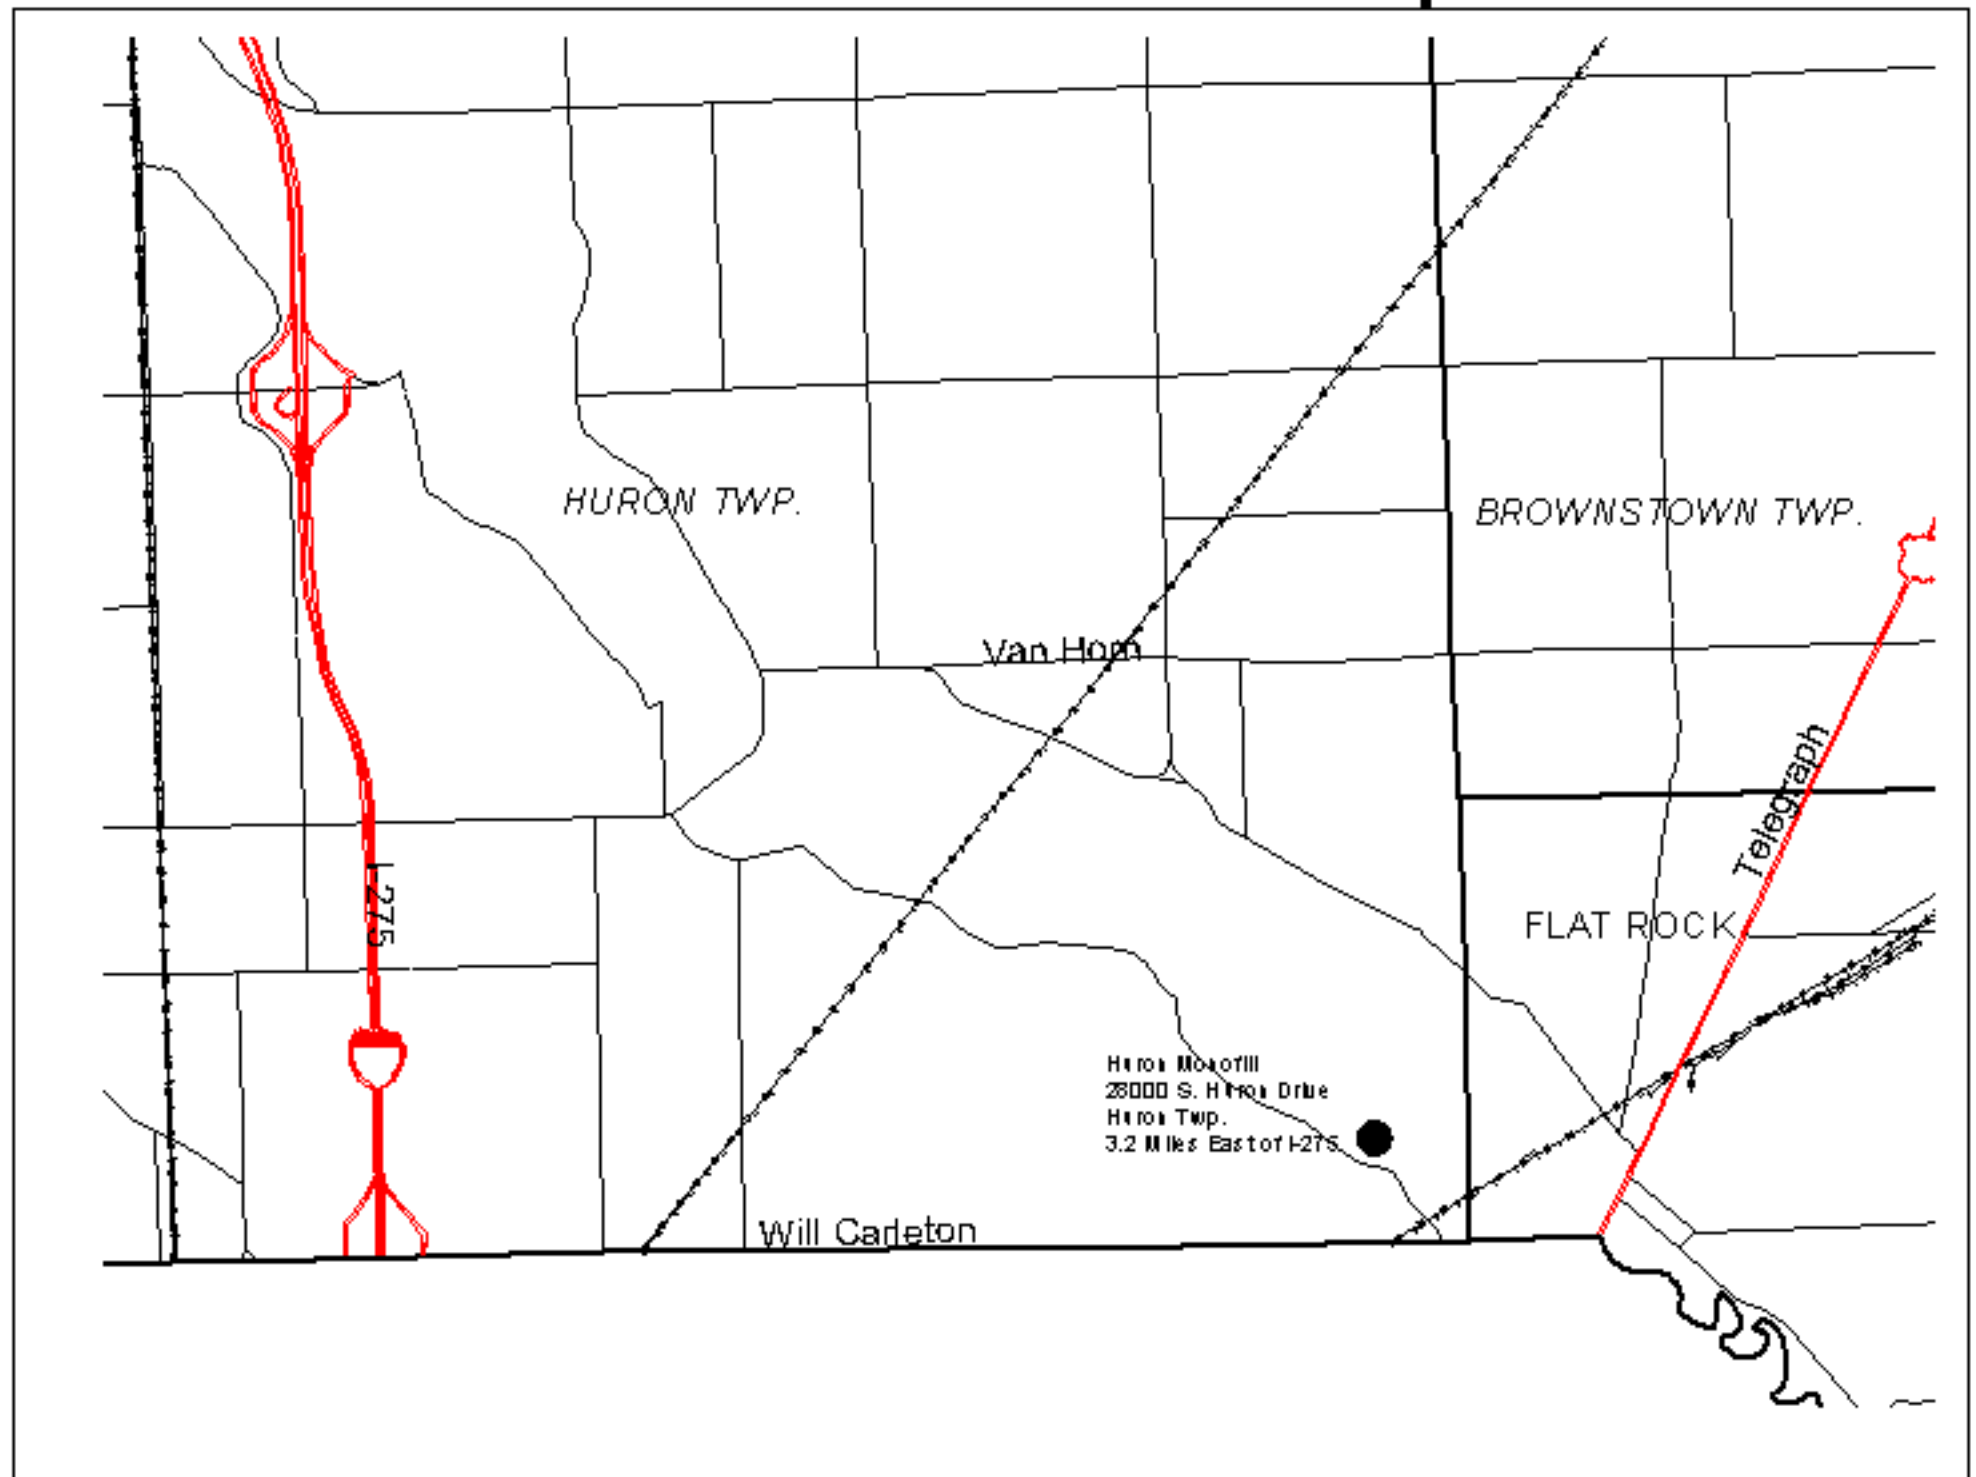 HURON TWP.
BROWNSTOWN TWP.
Van Horn
Telegraph
I-275
FLAT ROCK
Huron Monofill
28000 S. Huron Drive
Huron Twp.
3.2 Miles East of I-275
Will Carleton